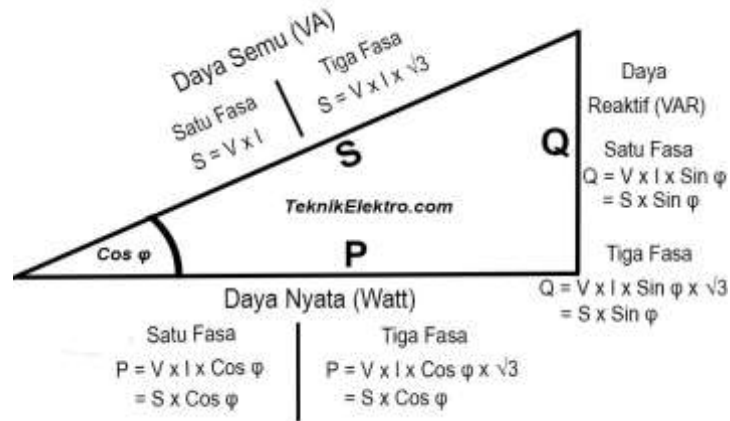 Daya Semu (VA)
Satu Fasa
S = V x I
Tiga Fasa
S = V x I x √3
S
Q
Daya
Reaktif (VAR)
Satu Fasa
Q = V x I x Sin φ
= S x Sin φ
Tiga Fasa
Q = V x I x Sin φ x √3
= S x Sin φ
TeknikElektro.com
Cos φ
P
Daya Nyata (Watt)
Satu Fasa
P = V x I x Cos φ
= S x Cos φ
Tiga Fasa
P = V x I x Cos φ x √3
= S x Cos φ